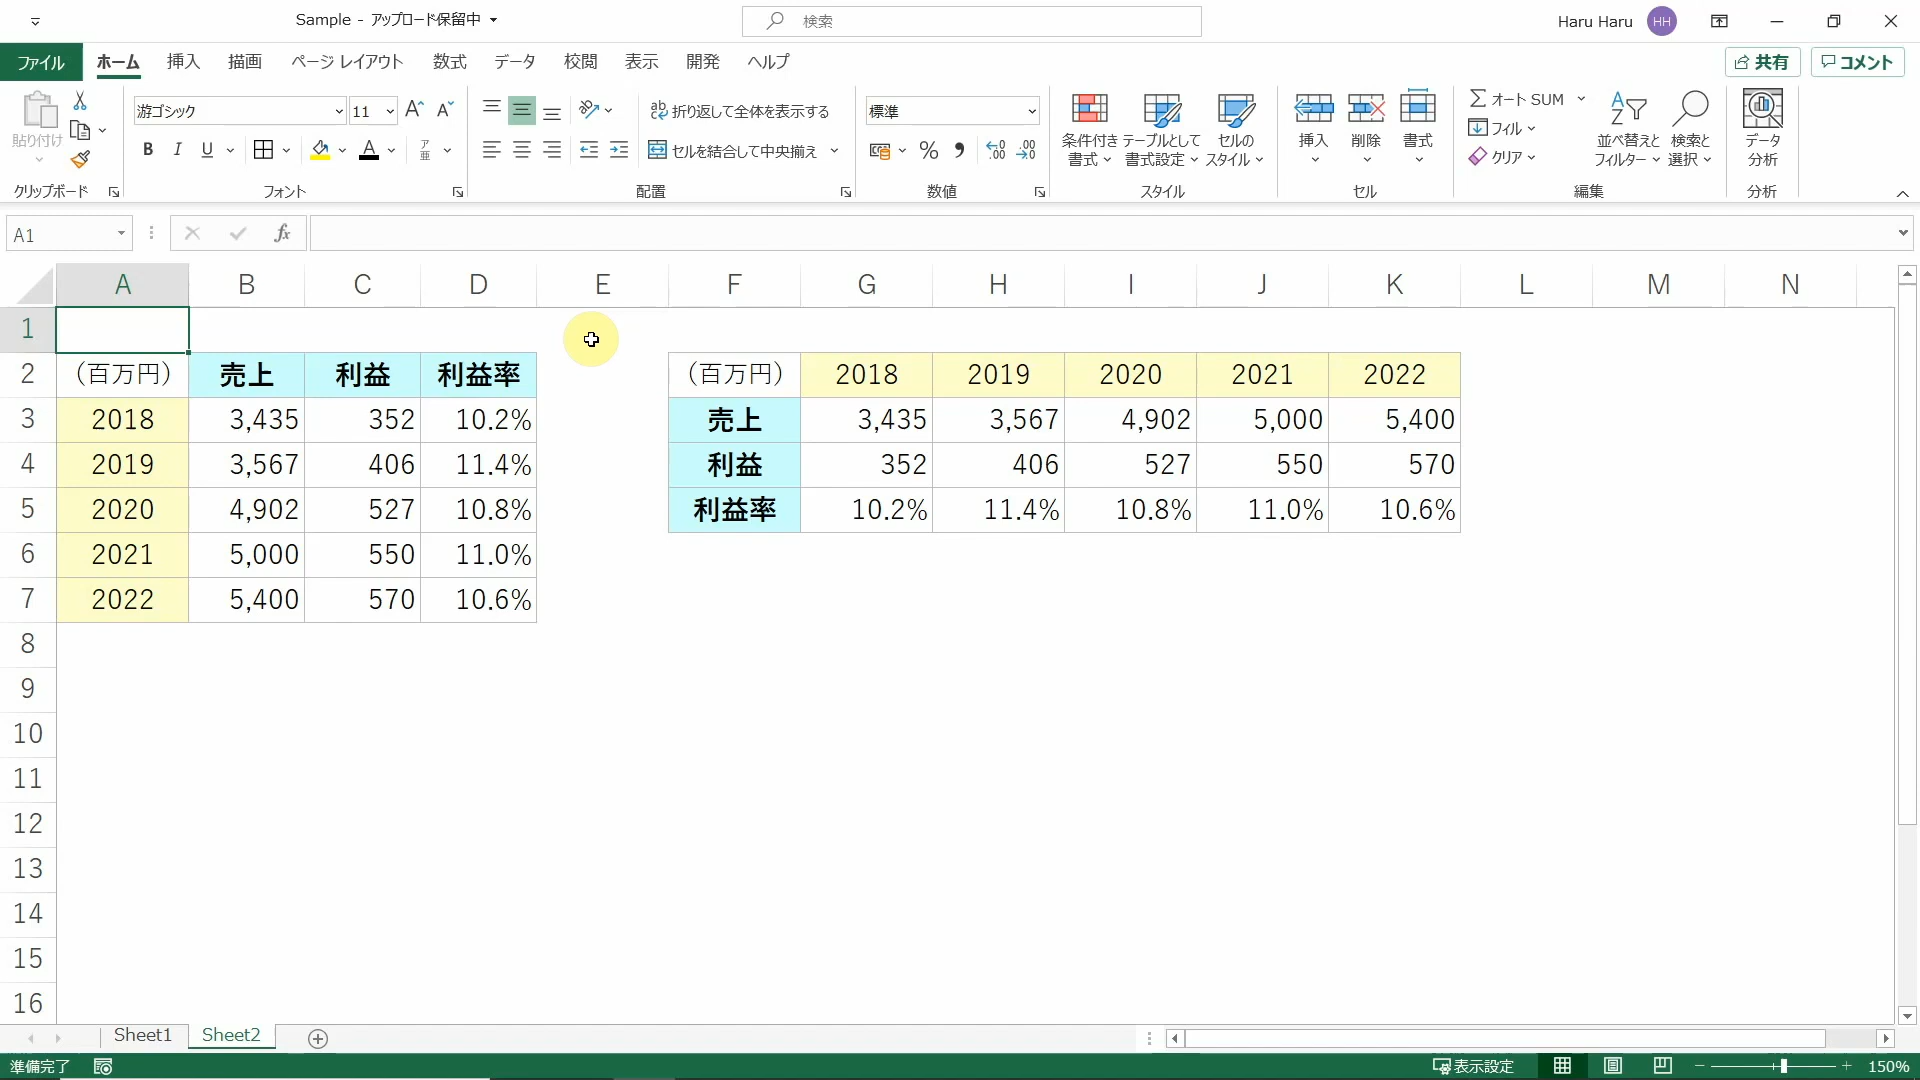 Sample - アップロード保留中
検索
Haru Haru
HH
ファイル ホーム 挿入 描画 ページ レイアウト 数式 データ 校閲 表示 開発 ヘルプ
共有
コメント
貼り付け
クリップボード
游ゴシック 11
B I U
フォント
折り返して全体を表示する
セルを結合して中央揃え
配置
標準
数値
条件付き書式
テーブルとして書式設定
セルのスタイル
スタイル
挿入
削除
書式
セル
オート SUM
フィル
クリア
並べ替えとフィルター
検索と選択
編集
データ分析
分析
A1
fx
A B C D E F G H I J K L M N
1
2 （百万円） 売上 利益 利益率 （百万円） 2018 2019 2020 2021 2022
3 2018 3,435 352 10.2% 売上 3,435 3,567 4,902 5,000 5,400
4 2019 3,567 406 11.4% 利益 352 406 527 550 570
5 2020 4,902 527 10.8% 利益率 10.2% 11.4% 10.8% 11.0% 10.6%
6 2021 5,000 550 11.0%
7 2022 5,400 570 10.6%
8
9
10
11
12
13
14
15
16
Sheet1 Sheet2
準備完了
表示設定
150%